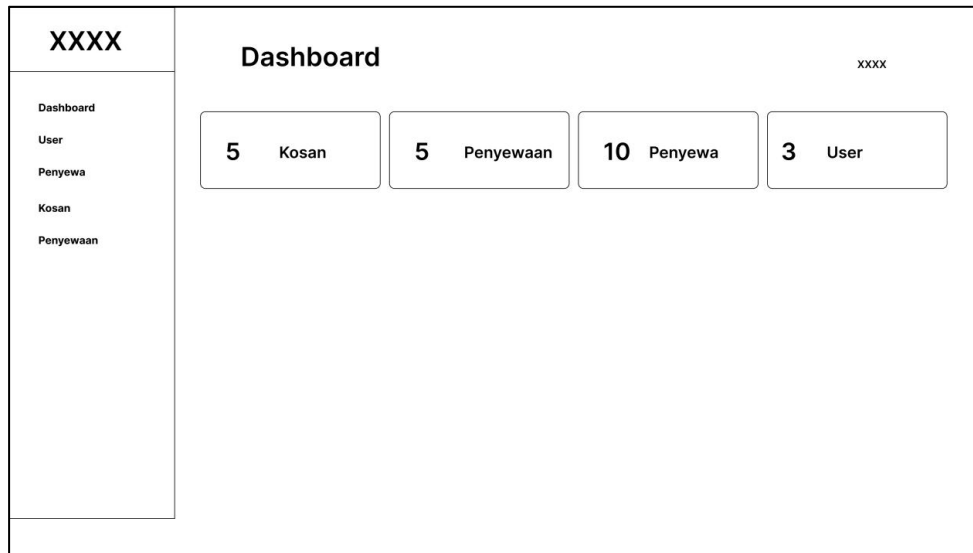 XXXX
Dashboard
User
Penyewa
Kosan
Penyewaan
Dashboard
xxxx
5 Kosan
5 Penyewaan
10 Penyewa
3 User